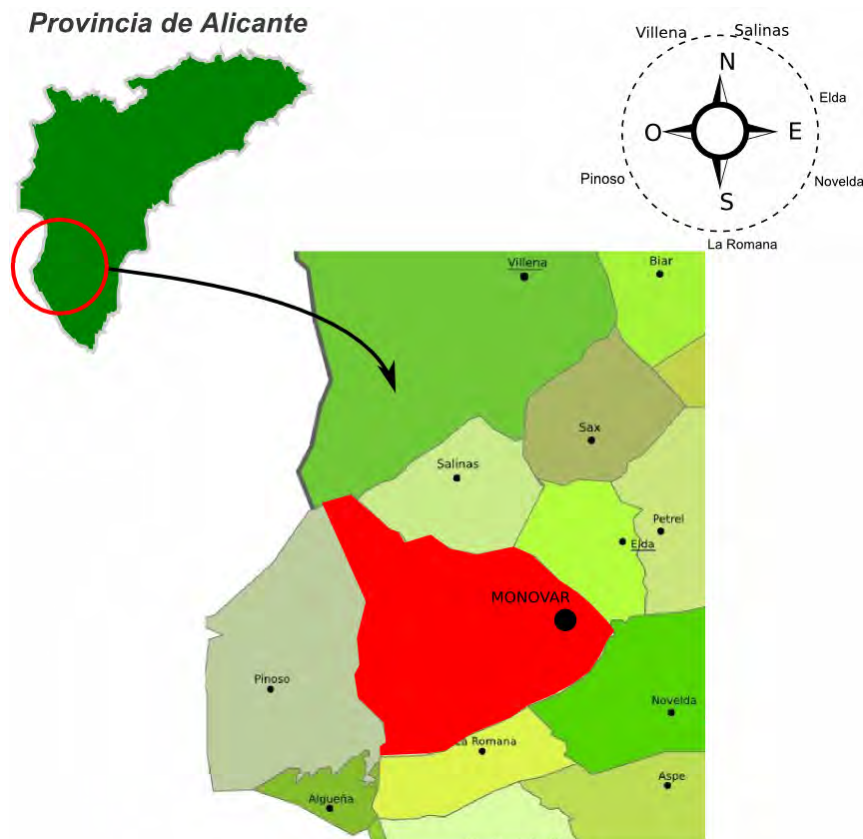 Provincia de Alicante
Villena
Salinas
N
Elda
O
E
Pinoso
Novelda
S
La Romana
Villena
Biar
Sax
Salinas
Petrel
Elda
MONOVAR
Pinoso
Novelda
La Romana
Aspe
Algueña